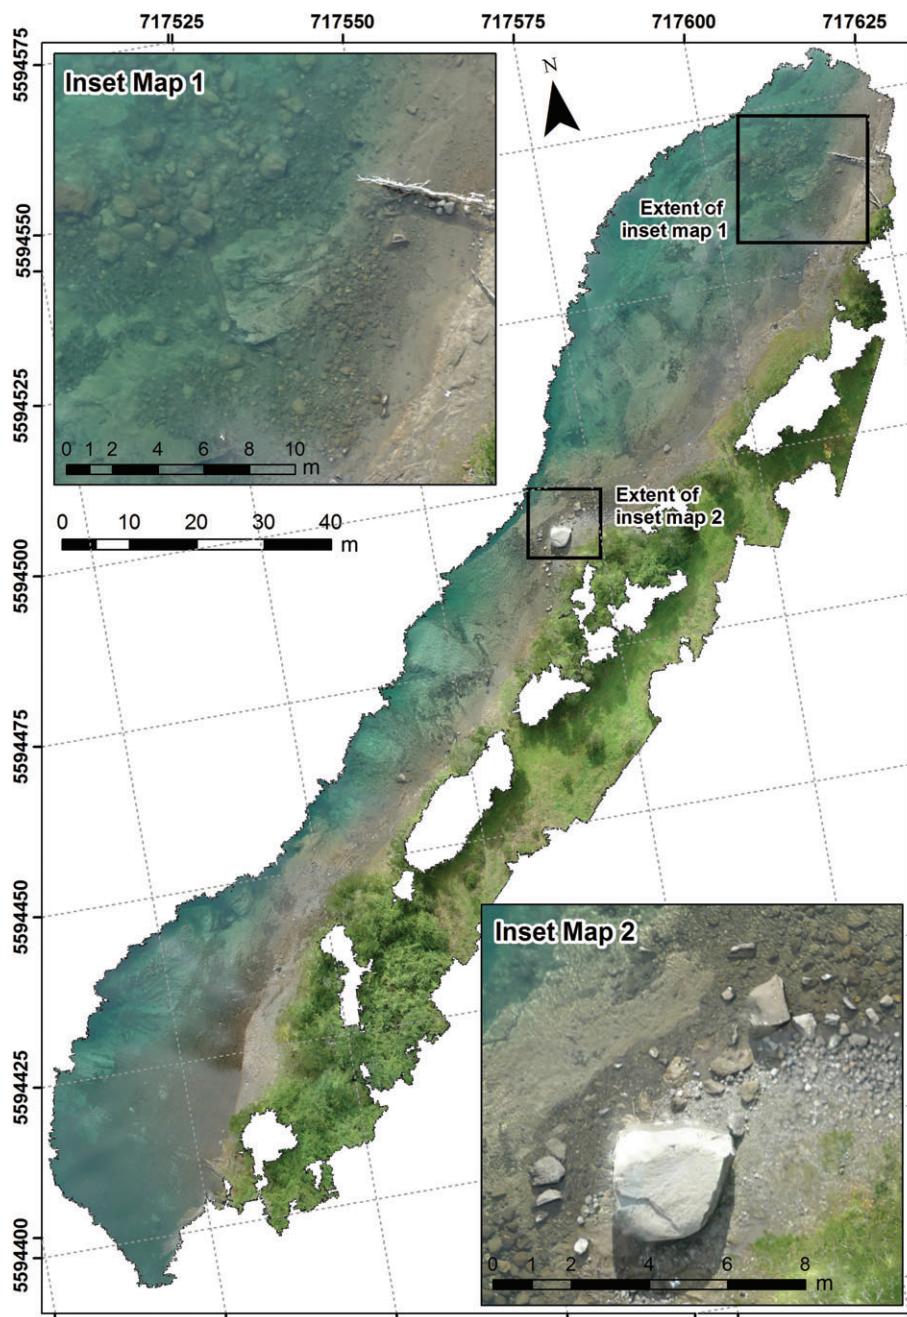 717525 717550 717575 717600 717625
5594575
5594550
5594525
5594500
5594475
5594450
5594425
5594400
Inset Map 1
N
Extent of
inset map 1
0 1 2 4 6 8 10
m
Extent of
inset map 2
0 10 20 30 40
m
Inset Map 2
0 1 2 4 6 8
m